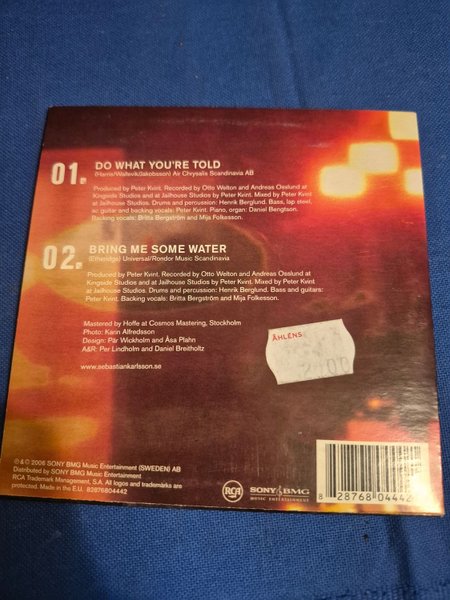 01. DO WHAT YOU'RE TOLD
(Harris/Wallevik/Jakobsson) Air Chrysalis Scandinavia AB
Produced by Peter Kvint. Recorded by Otto Welton and Andreas Osslund at
Kingside Studios and at Jailhouse Studios by Peter Kvint. Mixed by Peter Kvint
at Jailhouse Studios. Drums and percussion: Henrik Berglund. Bass, lap steel,
ac guitar and backing vocals: Peter Kvint. Piano, organ: Daniel Bengtson.
Backing vocals: Britta Bergström and Mija Folkesson.
02. BRING ME SOME WATER
(Etheridge) Universal/Rondor Music Scandinavia
Produced by Peter Kvint. Recorded by Otto Welton and Andreas Osslund at
Kingside Studios and at Jailhouse Studios by Peter Kvint. Mixed by Peter Kvint
at Jailhouse Studios. Drums and percussion: Henrik Berglund. Bass and guitars:
Peter Kvint. Backing vocals: Britta Bergström and Mija Folkesson.
Mastered by Hoffe at Cosmos Mastering, Stockholm
Photo: Karin Alfredsson
Design: Pär Wickholm and Åsa Plahn
A&R: Per Lindholm and Daniel Breitholtz
www.sebastiankarlsson.se
ÅHLÉNS
℗ & © 2006 SONY BMG Music Entertainment (SWEDEN) AB
Distributed by SONY BMG Music Entertainment.
RCA Trademark Management, S.A. All logos and trademarks are
protected. Made in the E.U. 82876804442
RCA
SONY BMG
MUSIC ENTERTAINMENT
8 28768 04442